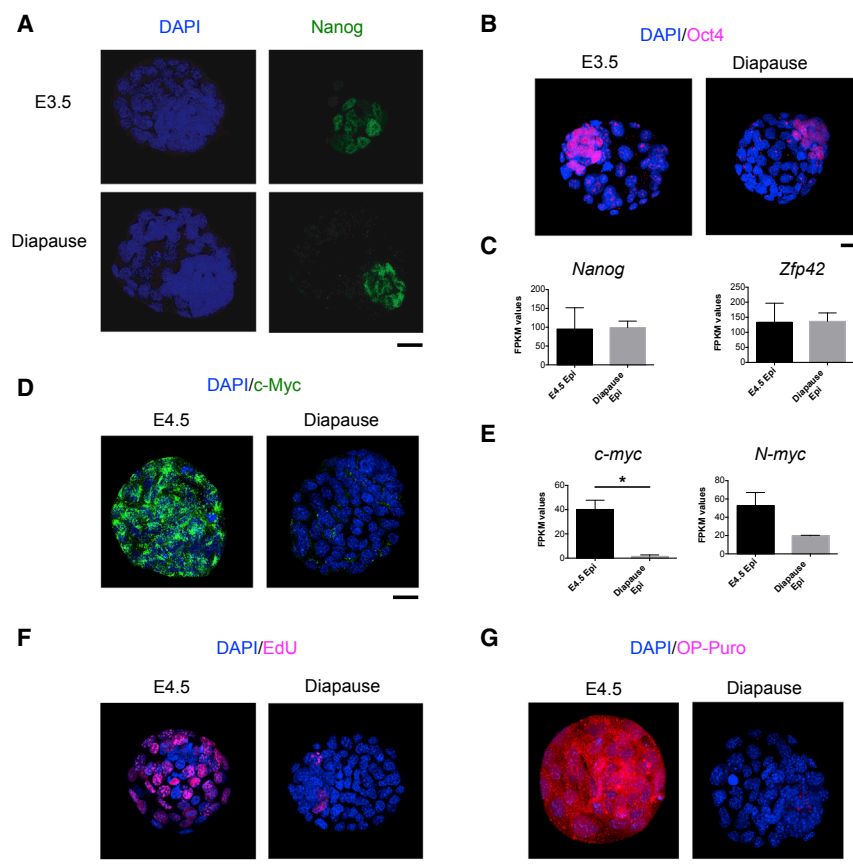 A
DAPI
Nanog
E3.5
Diapause
B
DAPI/Oct4
E3.5
Diapause
C
Nanog
FPKM values
200
150
100
50
0
E4.5 Epi
Diapause
Epi
Zfp42
FPKM values
200
150
100
50
0
E4.5 Epi
Diapause
Epi
D
DAPI/c-Myc
E4.5
Diapause
E
c-myc
*
FPKM values
60
40
20
0
E4.5 Epi
Diapause
Epi
N-myc
FPKM values
80
60
40
20
0
E4.5 Epi
Diapause
Epi
F
DAPI/EdU
E4.5
Diapause
G
DAPI/OP-Puro
E4.5
Diapause